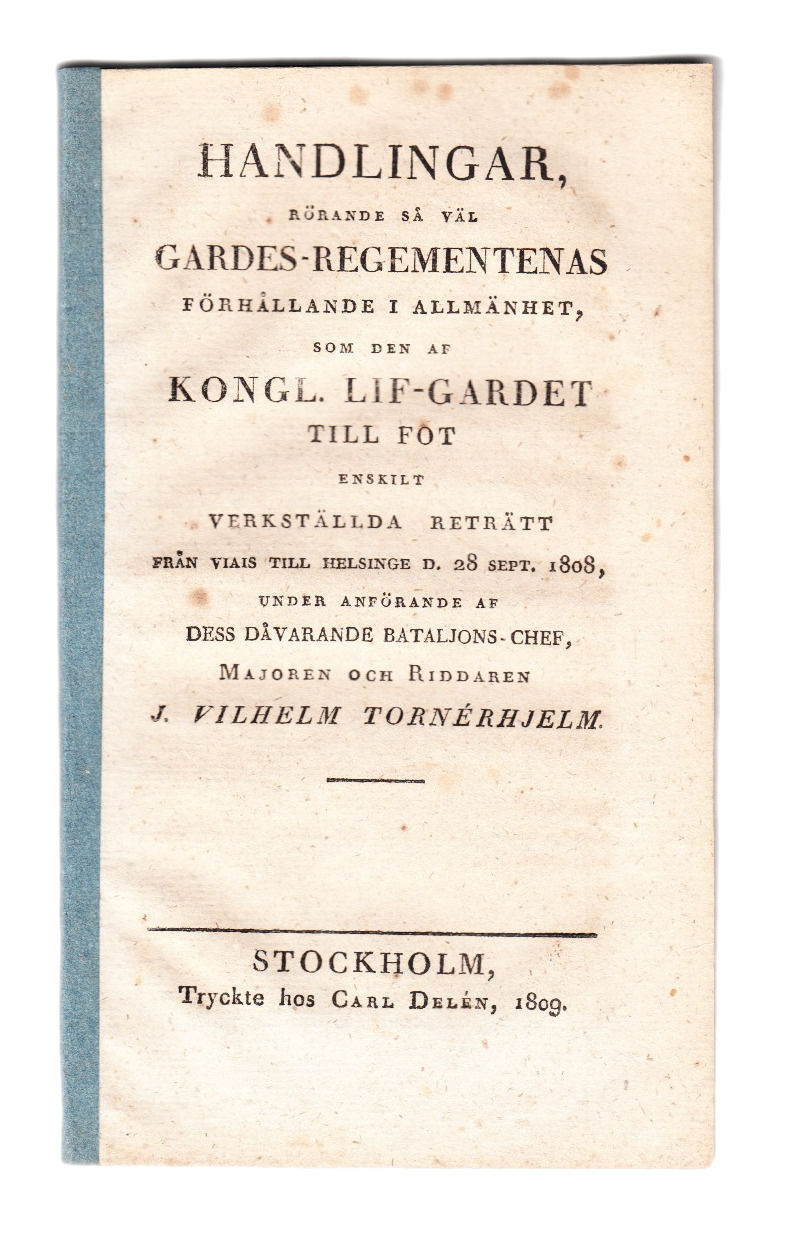 HANDLINGAR,
RÖRANDE SÅ VÄL
GARDES-REGEMENTENAS
FÖRHÅLLANDE I ALLMÄNHET,
SOM DEN AF
KONGL. LIF-GARDET
TILL FOT
ENSKILT
VERKSTÄLLDA RETRÄTT
FRÅN VIAIS TILL HELSINGE D. 28 SEPT. 1808,
UNDER ANFÖRANDE AF
DESS DÅVARANDE BATALJONS-CHEF,
MAJOREN OCH RIDDAREN
J. VILHELM TORNÉRHJELM.
STOCKHOLM,
Tryckte hos CARL DELÉN, 1809.